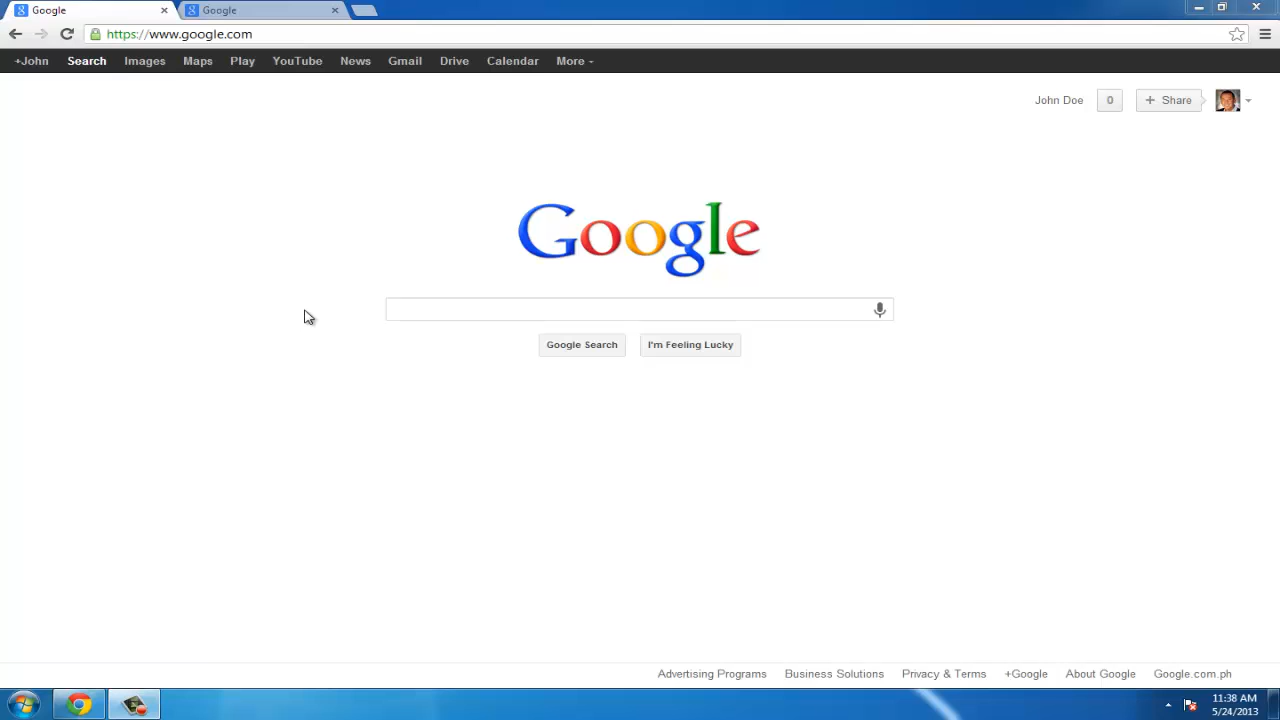 Google
Google
https://www.google.com
+John Search Images Maps Play YouTube News Gmail Drive Calendar More
John Doe 0 + Share
Google
Google Search I'm Feeling Lucky
Advertising Programs Business Solutions Privacy & Terms +Google About Google Google.com.ph
11:38 AM
5/24/2013